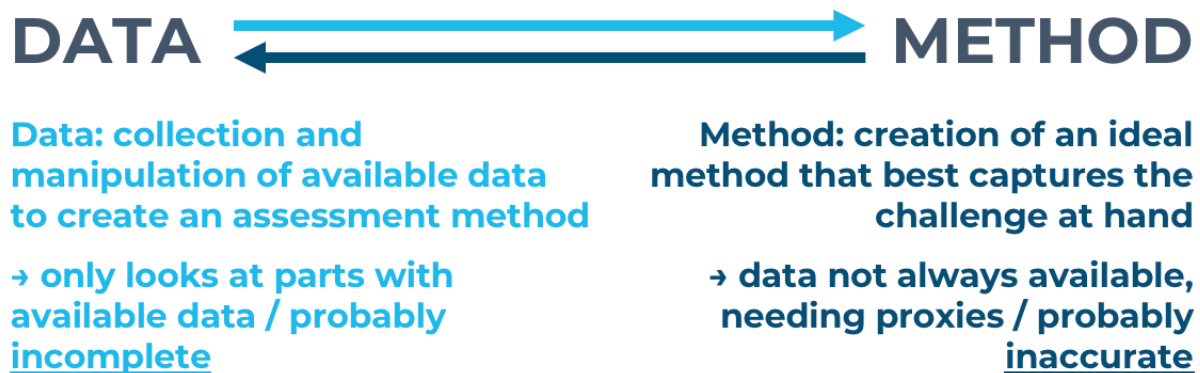 DATA
METHOD
Data: collection and
manipulation of available data
to create an assessment method
→ only looks at parts with
available data / probably
incomplete
Method: creation of an ideal
method that best captures the
challenge at hand
→ data not always available,
needing proxies / probably
inaccurate